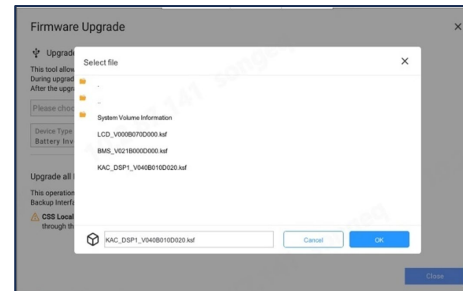 Firmware Upgrade
Upgrade
This tool allow
During upgrad
After the upgr
Please choo
Device Type
Battery Inv
Upgrade all
This operation
Backup Interfa
CSS Local
through th
Select file
.
..
System Volume Information
LCD_V000B070D000.ksf
BMS_V021B000D000.ksf
KAC_DSP1_V040B010D020.ksf
KAC_DSP1_V040B010D020.ksf
Cancel
OK
Close